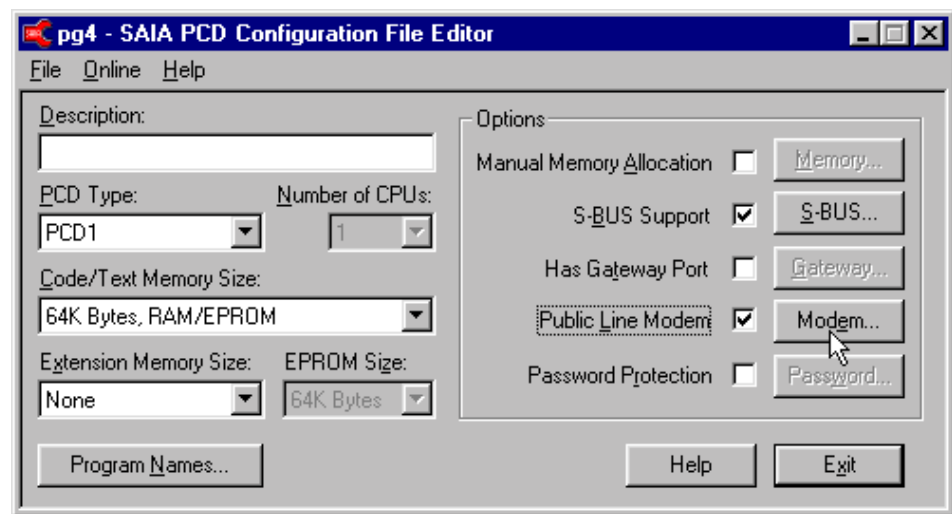 pg4 - SAIA PCD Configuration File Editor
File Online Help
Description:
PCD Type:
Number of CPUs:
PCD1
1
Code/Text Memory Size:
64K Bytes, RAM/EPROM
Extension Memory Size:
EPROM Size:
None
64K Bytes
Program Names...
Options
Manual Memory Allocation
Memory...
S-BUS Support
S-BUS...
Has Gateway Port
Gateway...
Public Line Modem
Modem...
Password Protection
Password...
Help
Exit